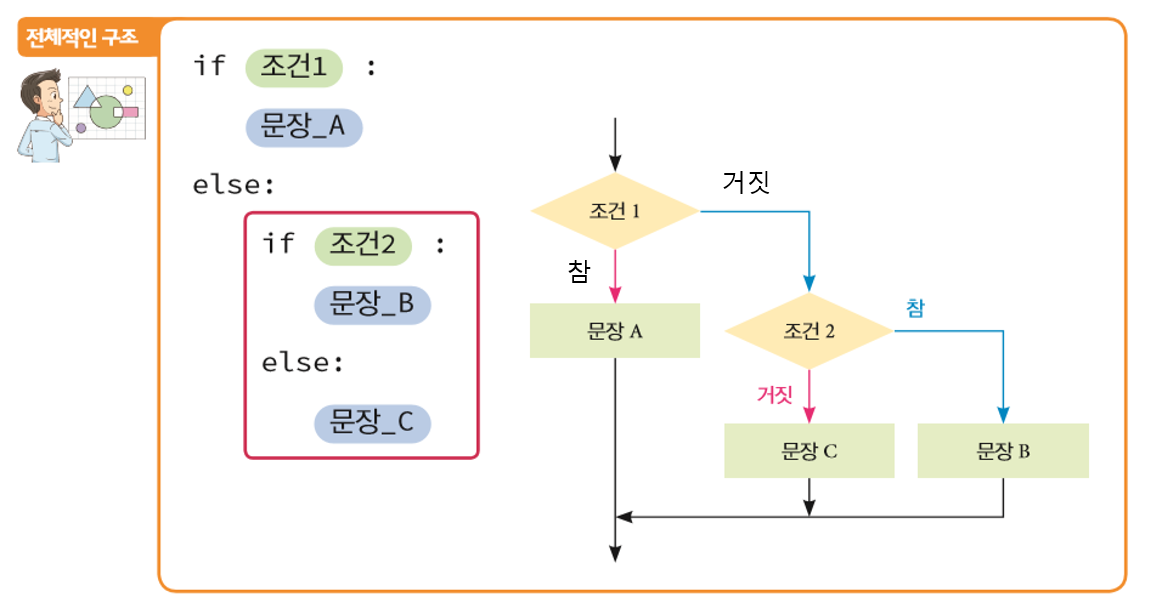 전체적인 구조
if 조건1 :
문장_A
else:
if 조건2 :
문장_B
else:
문장_C
거짓
조건 1
참
문장 A
참
조건 2
거짓
문장 C
문장 B